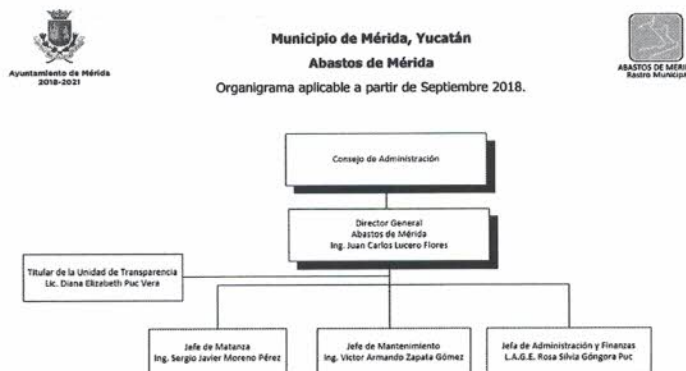 Ayuntamiento de Mérida
2018-2021
Municipio de Mérida, Yucatán
Abastos de Mérida
Organigrama aplicable a partir de Septiembre 2018.
ABASTOS DE MERI
Rastro Municipa
Consejo de Administración
Director General
Abastos de Mérida
Ing. Juan Carlos Lucero Flores
Titular de la Unidad de Transparencia
Lic. Diana Elizabeth Puc Vera
Jefe de Matanza
Ing. Sergio Javier Moreno Pérez
Jefe de Mantenimiento
Ing. Victor Armando Zapata Gómez
Jefa de Administración y Finanzas
L.A.G.E. Rosa Silvia Góngora Puc